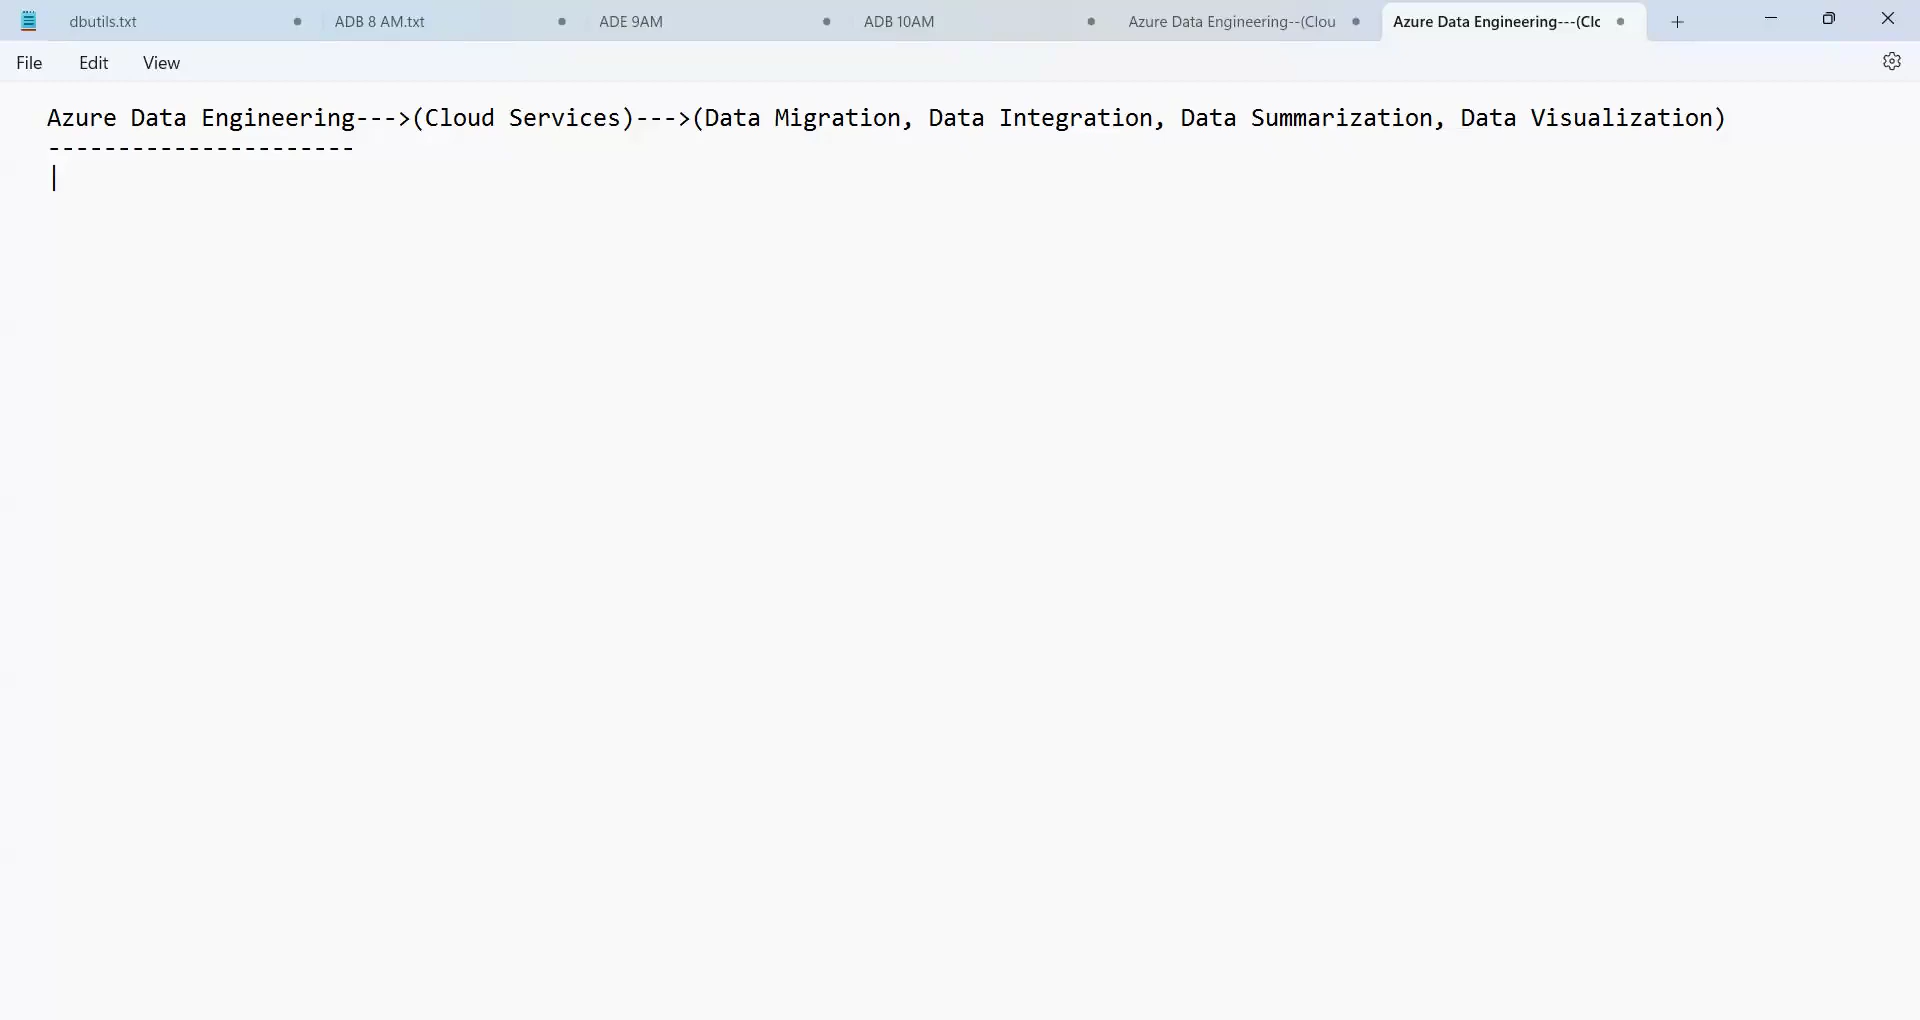 dbutils.txt ADB 8 AM.txt ADE 9AM ADB 10AM Azure Data Engineering--(Clou Azure Data Engineering---(Clc
File Edit View
Azure Data Engineering--->(Cloud Services)--->(Data Migration, Data Integration, Data Summarization, Data Visualization)
----------------------